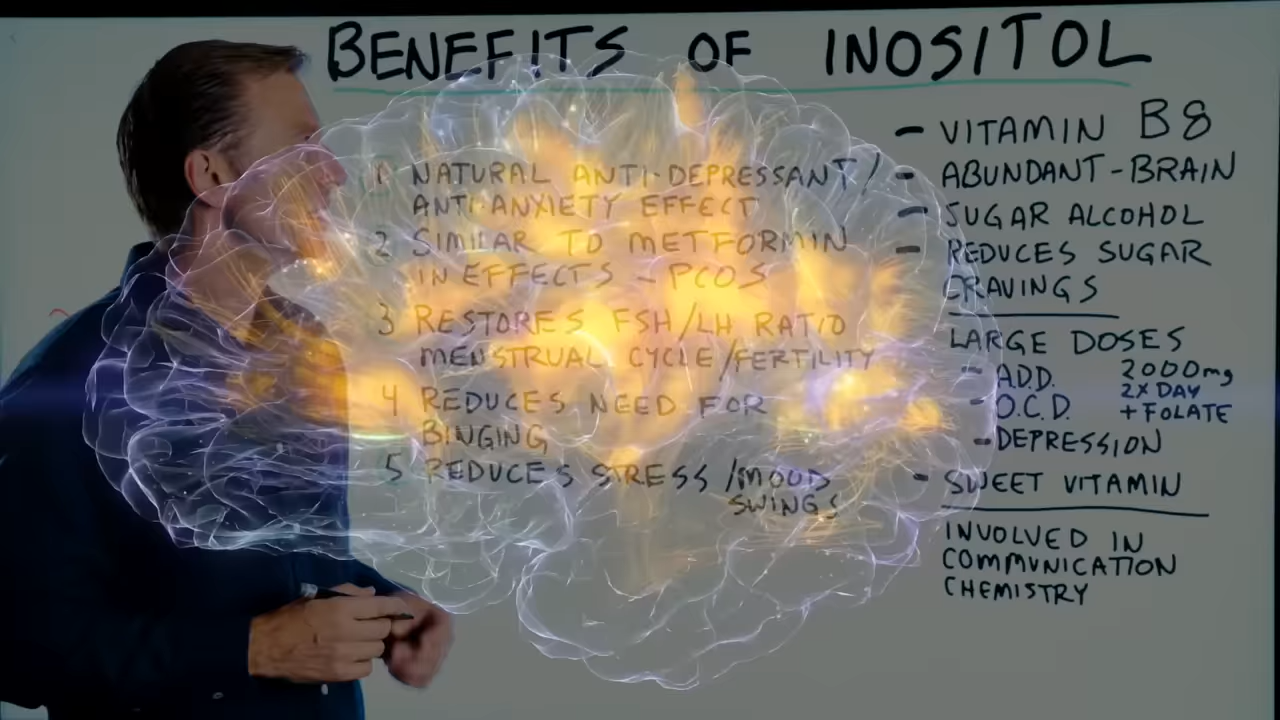 BENEFITS OF INOSITOL
1 NATURAL ANTI-DEPRESSANT/
ANTI-ANXIETY EFFECT
2 SIMILAR TO METFORMIN
IN EFFECTS - PCOS
3 RESTORES FSH/LH RATIO
MENSTRUAL CYCLE/FERTILITY
4 REDUCES NEED FOR
BINGING
5 REDUCES STRESS/MOOD
SWINGS
- VITAMIN B8
- ABUNDANT-BRAIN
- SUGAR ALCOHOL
- REDUCES SUGAR
CRAVINGS
LARGE DOSES
- A.D.D. 2000mg
2X DAY
- O.C.D. + FOLATE
- DEPRESSION
- SWEET VITAMIN
INVOLVED IN
COMMUNICATION
CHEMISTRY